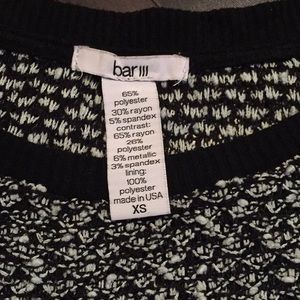 bar III
65%
polyester
30% rayon
5% spandex
contrast:
65% rayon
26%
polyester
6% metallic
3% spandex
lining:
100%
polyester
made in USA
XS